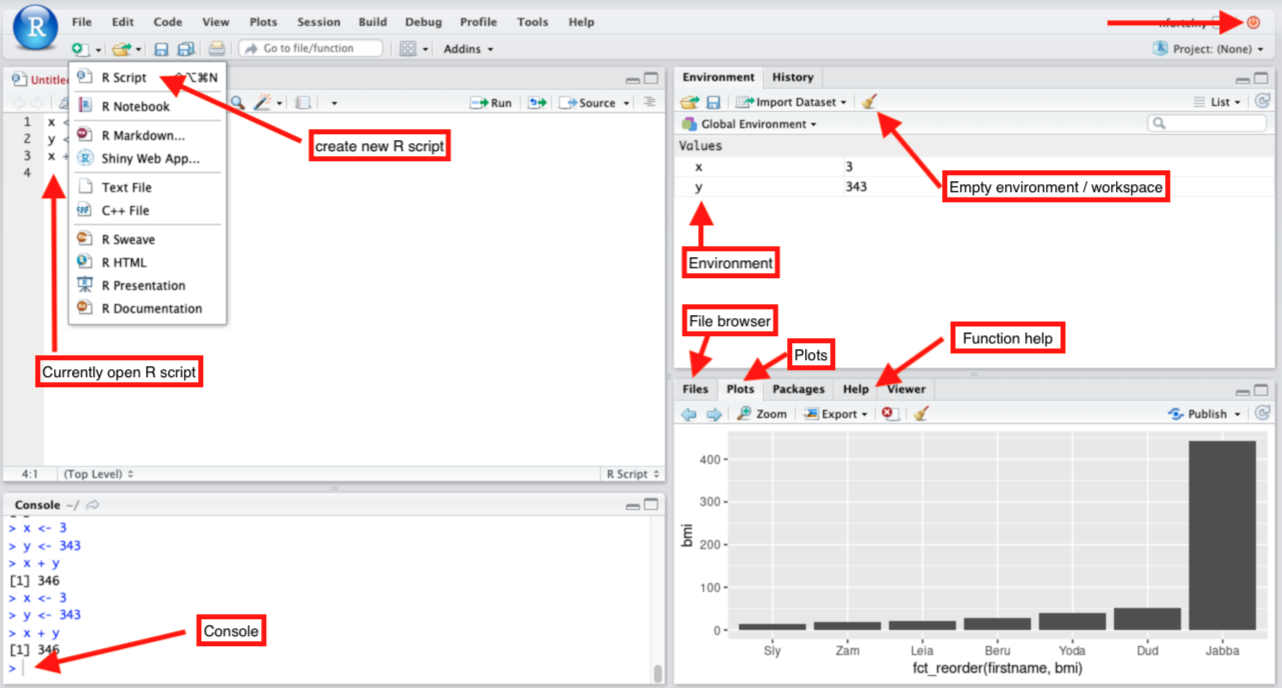 R
File Edit Code View Plots Session Build Debug Profile Tools Help
Go to file/function
Addins
Project: (None)
R Script ⇧⌥⌘N
R Notebook
R Markdown...
Shiny Web App...
Text File
C++ File
R Sweave
R HTML
R Presentation
R Documentation
Run
Source
1 x <
2 y <
3 x +
4
create new R script
Currently open R script
4:1 (Top Level)
R Script
Console ~/
> x <- 3
> y <- 343
> x + y
[1] 346
> x <- 3
> y <- 343
> x + y
[1] 346
>
Console
Environment History
Import Dataset
List
Global Environment
Values
x 3
y 343
Empty environment / workspace
Environment
File browser
Plots
Function help
Files Plots Packages Help Viewer
Zoom Export
Publish
bmi
400
300
200
100
0
Sly Zam Leia Beru Yoda Dud Jabba
fct_reorder(firstname, bmi)